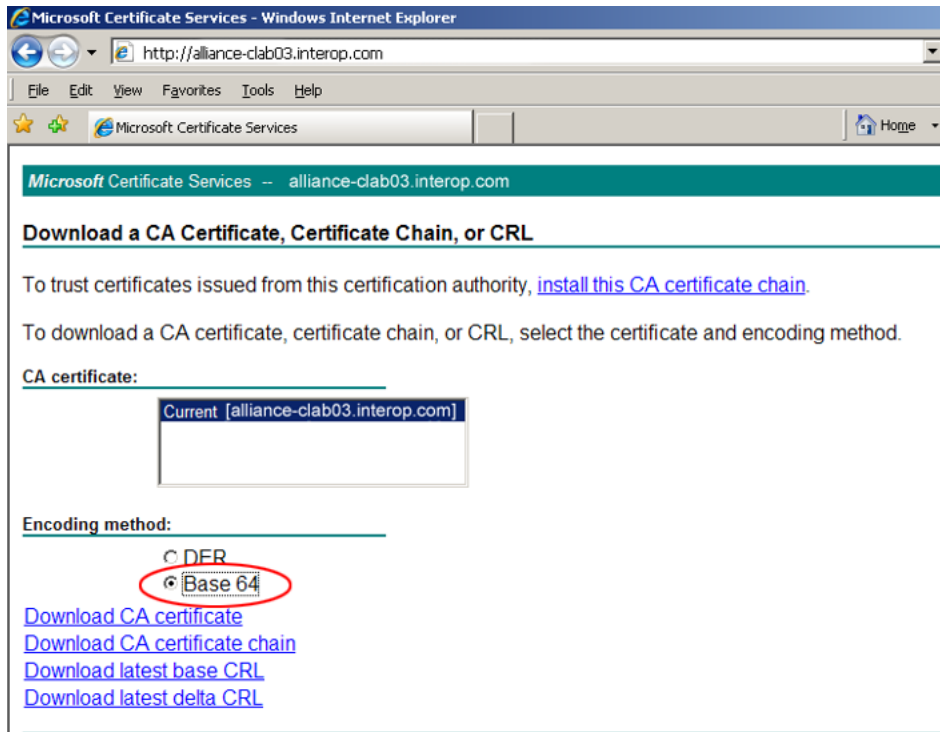 Microsoft Certificate Services - Windows Internet Explorer
http://alliance-clab03.interop.com
File Edit View Favorites Tools Help
Microsoft Certificate Services Home
Microsoft Certificate Services -- alliance-clab03.interop.com
Download a CA Certificate, Certificate Chain, or CRL
To trust certificates issued from this certification authority, install this CA certificate chain.
To download a CA certificate, certificate chain, or CRL, select the certificate and encoding method.
CA certificate:
Current [alliance-clab03.interop.com]
Encoding method:
DER
Base 64
Download CA certificate
Download CA certificate chain
Download latest base CRL
Download latest delta CRL